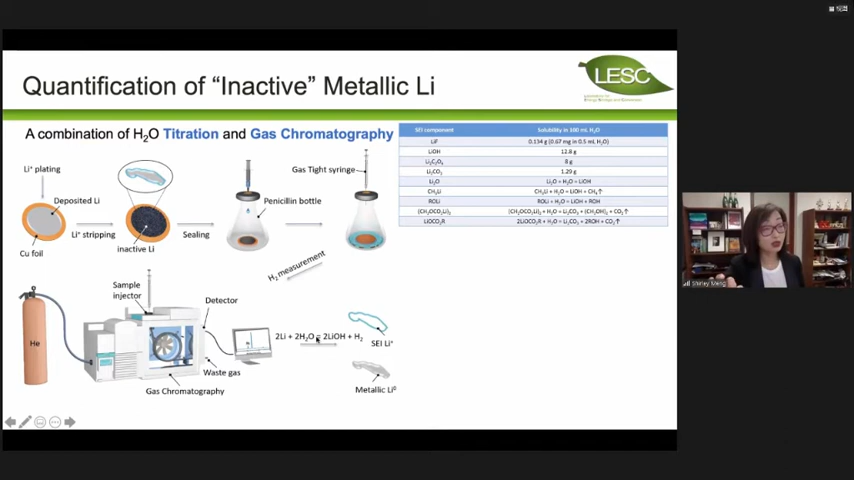 Quantification of "Inactive" Metallic Li
LESC
A combination of H₂O Titration and Gas Chromatography
SEI component Solubility in 100 mL H₂O
LiF 0.134 g (0.67 mg in 0.5 mL H₂O)
LiOH 12.8 g
Li₂C₂O₄ 8 g
Li₂CO₃ 1.29 g
Li₂O Li₂O + H₂O = LiOH
CH₃Li CH₃Li + H₂O = LiOH + CH₄↑
ROLi ROLi + H₂O = LiOH + ROH
(CH₂OCO₂Li)₂ (CH₂OCO₂Li)₂ + H₂O = Li₂CO₃ + (CH₂OH)₂ + CO₂↑
LiOCO₂R 2LiOCO₂R + H₂O = Li₂CO₃ + 2ROH + CO₂↑
Li⁺ plating
Deposited Li
Cu foil
Li⁺ stripping
inactive Li
Sealing
Penicillin bottle
Gas Tight syringe
H₂ measurement
He
Sample
injector
Detector
Waste gas
Gas Chromatography
2Li + 2H₂O = 2LiOH + H₂
SEI Li⁺
Metallic Li⁰
Shirley Meng